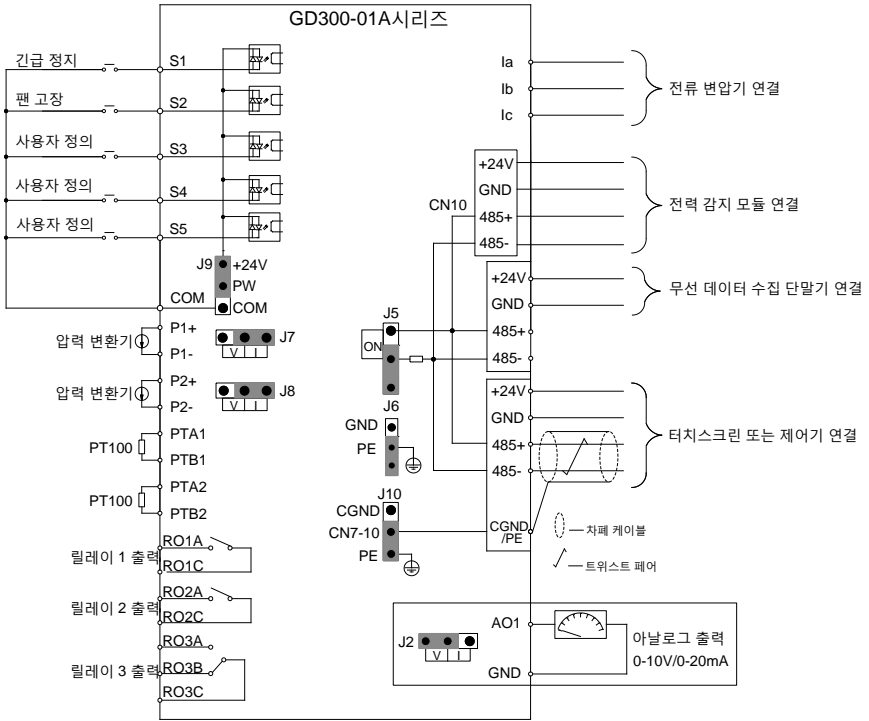 GD300-01A시리즈
긴급 정지
S1
팬 고장
S2
사용자 정의
S3
사용자 정의
S4
사용자 정의
S5
J9
+24V
PW
COM
COM
압력 변환기
P1+
P1-
J7
V I
압력 변환기
P2+
P2-
J8
V I
PT100
PTA1
PTB1
PT100
PTA2
PTB2
릴레이 1 출력
RO1A
RO1C
릴레이 2 출력
RO2A
RO2C
릴레이 3 출력
RO3A
RO3B
RO3C
Ia
Ib
Ic
전류 변압기 연결
CN10
+24V
GND
485+
485-
전력 감지 모듈 연결
+24V
GND
485+
485-
무선 데이터 수집 단말기 연결
J5
ON
+24V
GND
485+
485-
CGND
/PE
터치스크린 또는 제어기 연결
J6
GND
PE
J10
CGND
CN7-10
PE
차폐 케이블
트위스트 페어
J2
V I
AO1
GND
아날로그 출력
0-10V/0-20mA